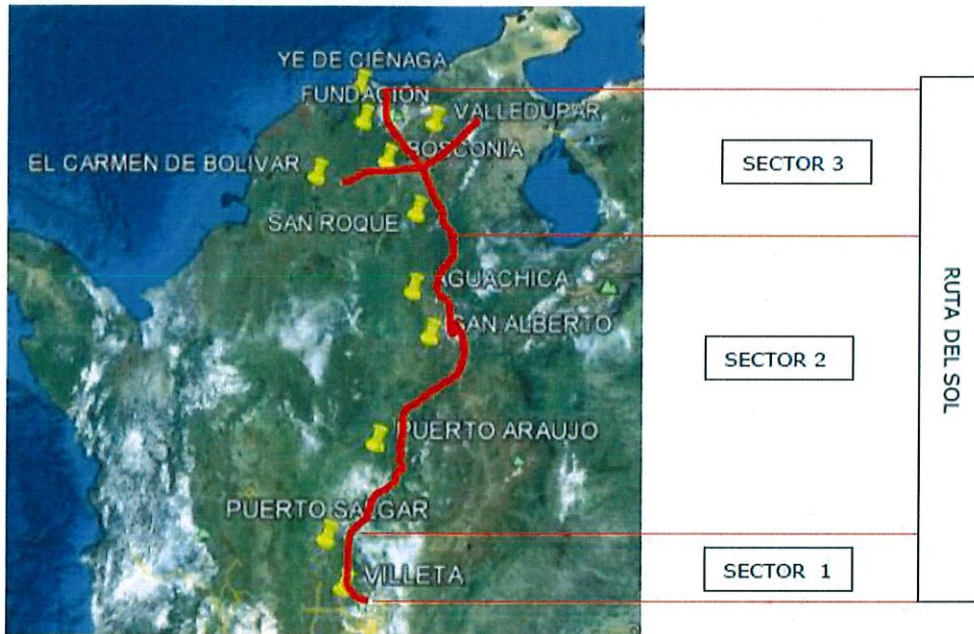 YE DE CIENAGA
FUNDACIÓN
VALLEDUPAR
BOSCONIA
EL CARMEN DE BOLIVAR
SAN ROQUE
AGUACHICA
SAN ALBERTO
PUERTO ARAUJO
PUERTO SALGAR
VILLETA
SECTOR 3
SECTOR 2
SECTOR 1
RUTA DEL SOL